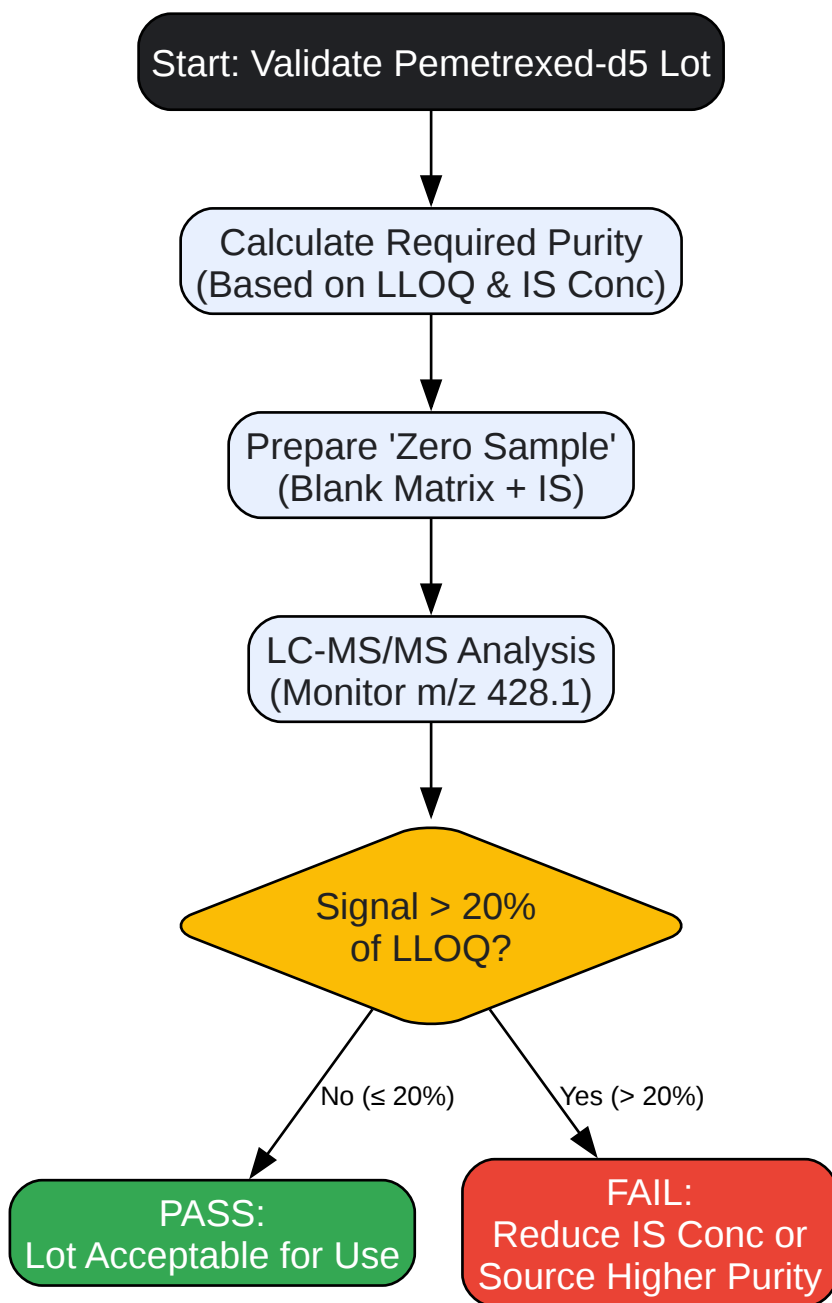 Start: Validate Pemetrexed-d5 Lot
Calculate Required Purity
(Based on LLOQ & IS Conc)
Prepare 'Zero Sample'
(Blank Matrix + IS)
LC-MS/MS Analysis
(Monitor m/z 428.1)
Signal > 20%
of LLOQ?
No (≤ 20%)
Yes (> 20%)
PASS:
Lot Acceptable for Use
FAIL:
Reduce IS Conc or
Source Higher Purity